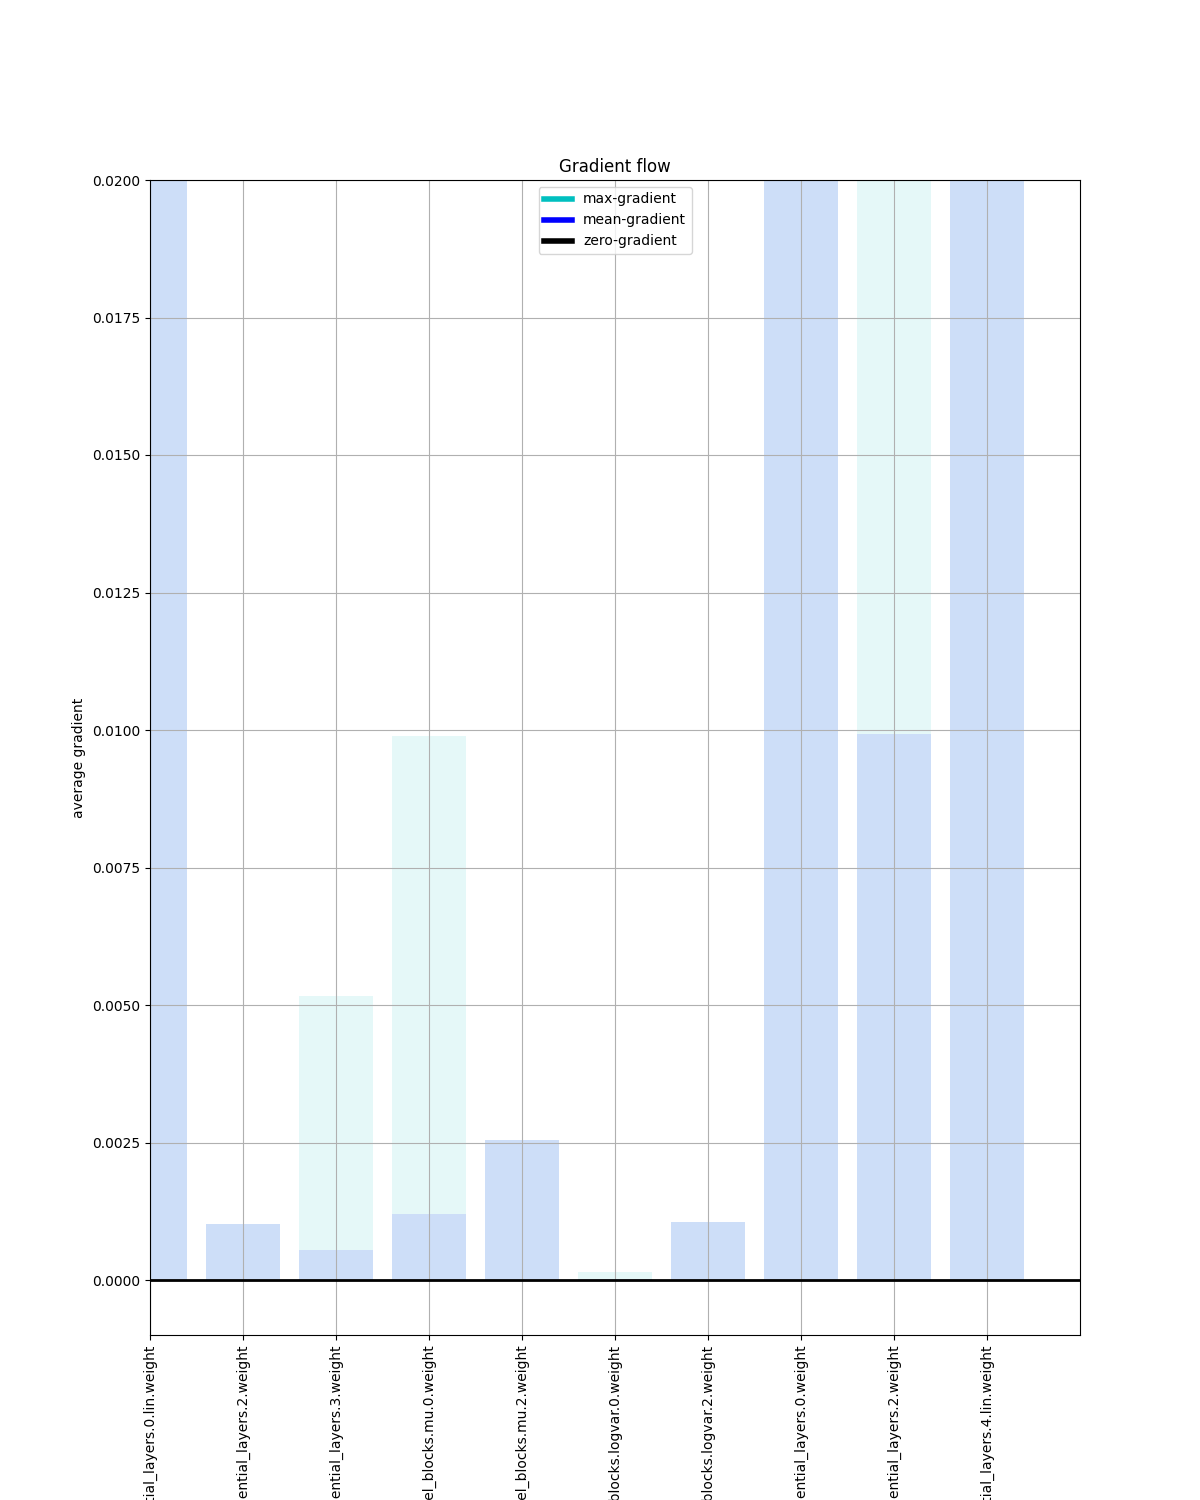 Gradient flow
max-gradient
mean-gradient
zero-gradient
average gradient
0.0200
0.0175
0.0150
0.0125
0.0100
0.0075
0.0050
0.0025
0.0000
tial_layers.0.lin.weight
ential_layers.2.weight
ential_layers.3.weight
el_blocks.mu.0.weight
el_blocks.mu.2.weight
blocks.logvar.0.weight
blocks.logvar.2.weight
ential_layers.0.weight
ential_layers.2.weight
tial_layers.4.lin.weight